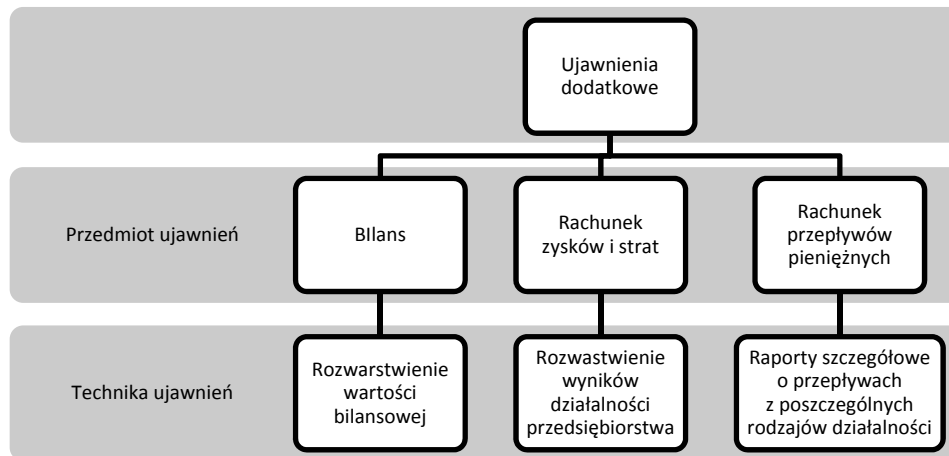 Ujawnienia
dodatkowe
Przedmiot ujawnień
BIlans
Rachunek
zysków i strat
Rachunek
przepływów
pieniężnych
Technika ujawnień
Rozwarstwienie
wartości
bilansowej
Rozwastwienie
wyników
działalności
przedsiębiorstwa
Raporty szczegółowe
o przepływach
z poszczególnych
rodzajów działalności